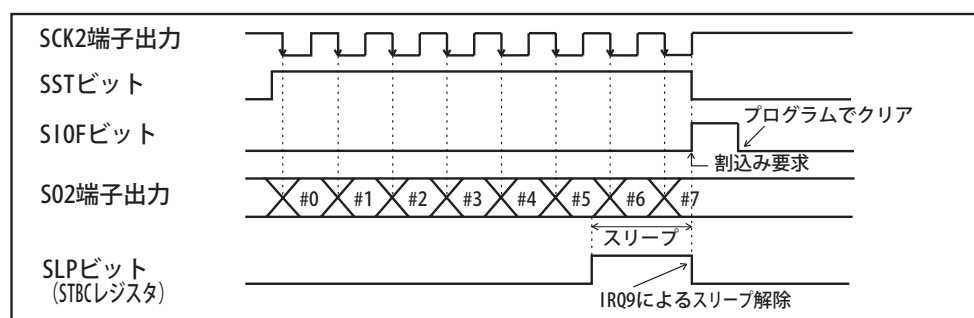 SCK2端子出力
SSTビット
SIOFビット
プログラムでクリア
割込み要求
SO2端子出力
#0 #1 #2 #3 #4 #5 #6 #7
スリープ
SLPビット
(STBCレジスタ)
IRQ9によるスリープ解除